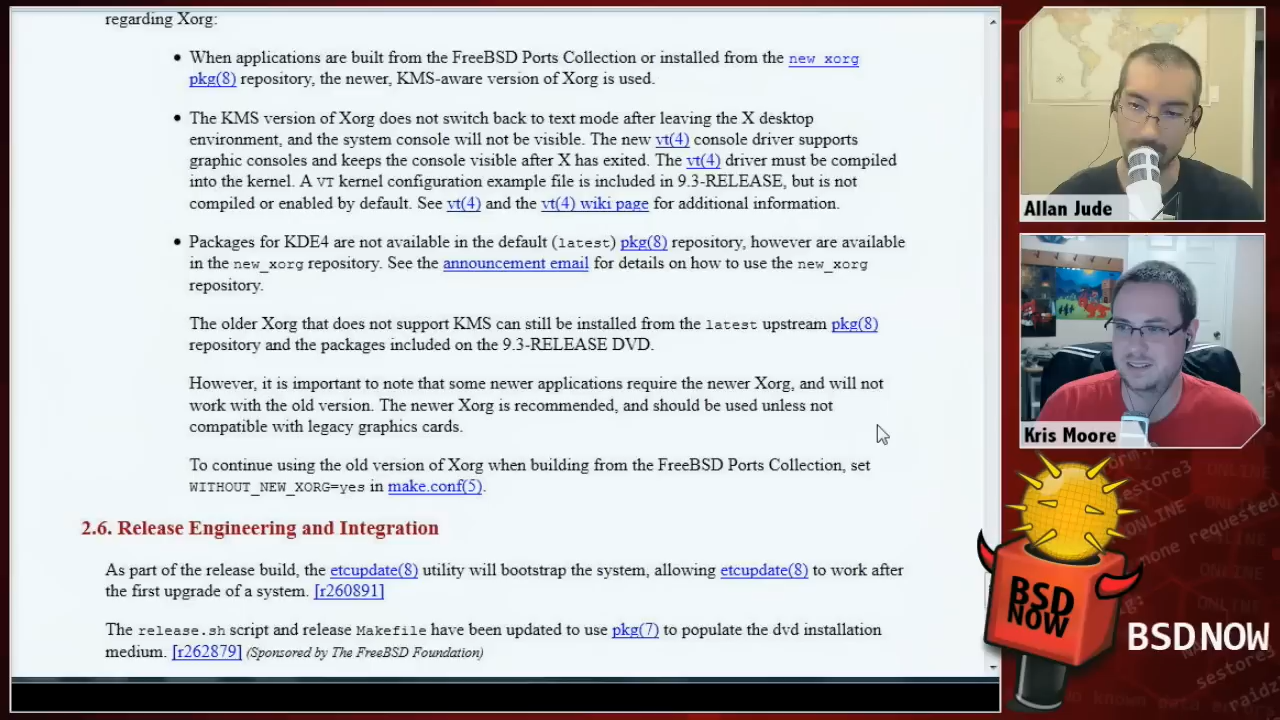 regarding Xorg:
When applications are built from the FreeBSD Ports Collection or installed from the new_xorg
pkg(8) repository, the newer, KMS-aware version of Xorg is used.
The KMS version of Xorg does not switch back to text mode after leaving the X desktop
environment, and the system console will not be visible. The new vt(4) console driver supports
graphic consoles and keeps the console visible after X has exited. The vt(4) driver must be compiled
into the kernel. A VT kernel configuration example file is included in 9.3-RELEASE, but is not
compiled or enabled by default. See vt(4) and the vt(4) wiki page for additional information.
Packages for KDE4 are not available in the default (latest) pkg(8) repository, however are available
in the new_xorg repository. See the announcement email for details on how to use the new_xorg
repository.
The older Xorg that does not support KMS can still be installed from the latest upstream pkg(8)
repository and the packages included on the 9.3-RELEASE DVD.
However, it is important to note that some newer applications require the newer Xorg, and will not
work with the old version. The newer Xorg is recommended, and should be used unless not
compatible with legacy graphics cards.
To continue using the old version of Xorg when building from the FreeBSD Ports Collection, set
WITHOUT_NEW_XORG=yes in make.conf(5).
2.6. Release Engineering and Integration
As part of the release build, the etcupdate(8) utility will bootstrap the system, allowing etcupdate(8) to work after
the first upgrade of a system. [r260891]
The release.sh script and release Makefile have been updated to use pkg(7) to populate the dvd installation
medium. [r262879] (Sponsored by The FreeBSD Foundation)
Allan Jude
Kris Moore
BSD
NOW
BSD NOW